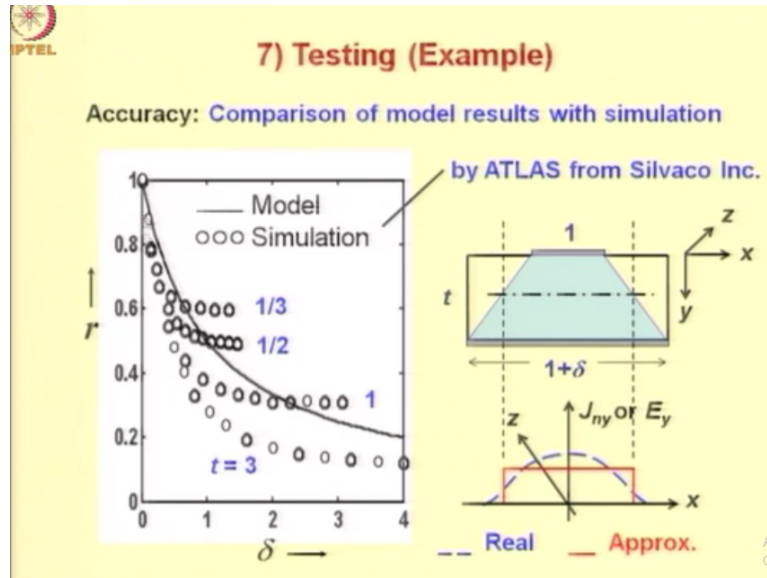 IPTEL
7) Testing (Example)
Accuracy: Comparison of model results with simulation
by ATLAS from Silvaco Inc.
Model
Simulation
1
0.8
0.6
0.4
0.2
0
r
1/3
1/2
1
t = 3
0 1 2 3 4
δ
1
t
1+δ
z
x
y
z
Jny or Ey
x
Real
Approx.